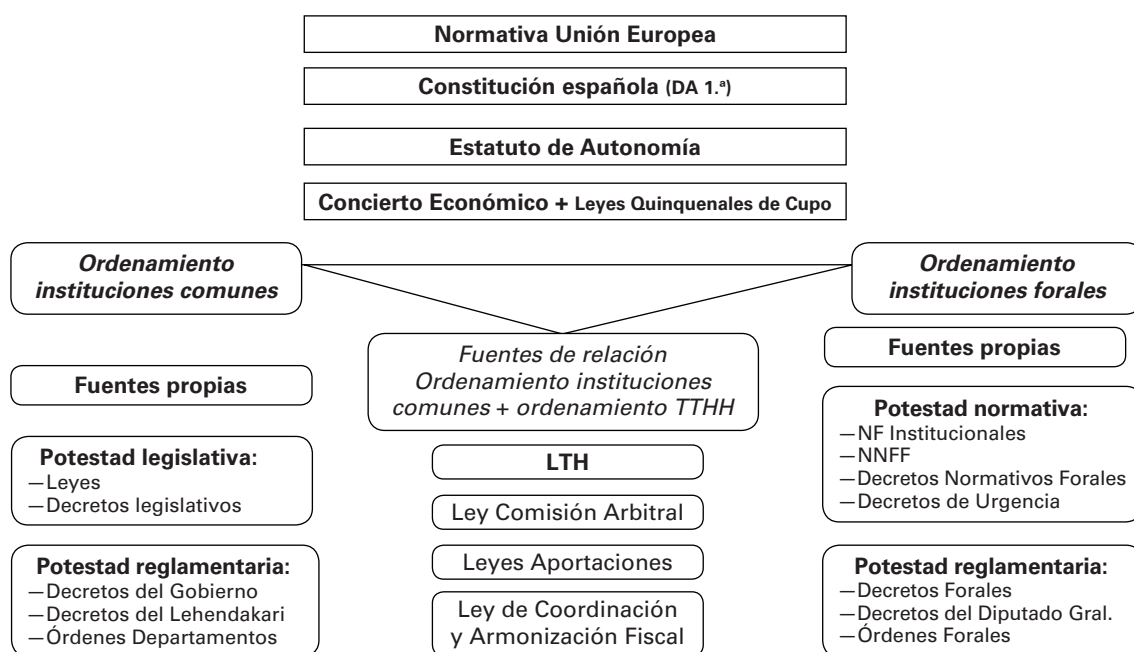 Normativa Unión Europea
Constitución española (DA 1.ª)
Estatuto de Autonomía
Concierto Económico + Leyes Quinquenales de Cupo
Ordenamiento
instituciones comunes
Fuentes propias
Potestad legislativa:
—Leyes
—Decretos legislativos
Potestad reglamentaria:
—Decretos del Gobierno
—Decretos del Lehendakari
—Órdenes Departamentos
Fuentes de relación
Ordenamiento instituciones
comunes + ordenamiento TTHH
LTH
Ley Comisión Arbitral
Leyes Aportaciones
Ley de Coordinación
y Armonización Fiscal
Ordenamiento
instituciones forales
Fuentes propias
Potestad normativa:
—NF Institucionales
—NNFF
—Decretos Normativos Forales
—Decretos de Urgencia
Potestad reglamentaria:
—Decretos Forales
—Decretos del Diputado Gral.
—Órdenes Forales